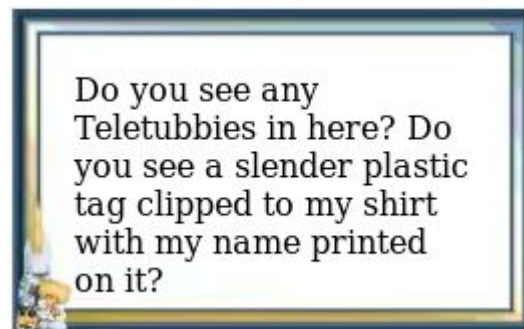 Do you see any
Teletubbies in here? Do
you see a slender plastic
tag clipped to my shirt
with my name printed
on it?